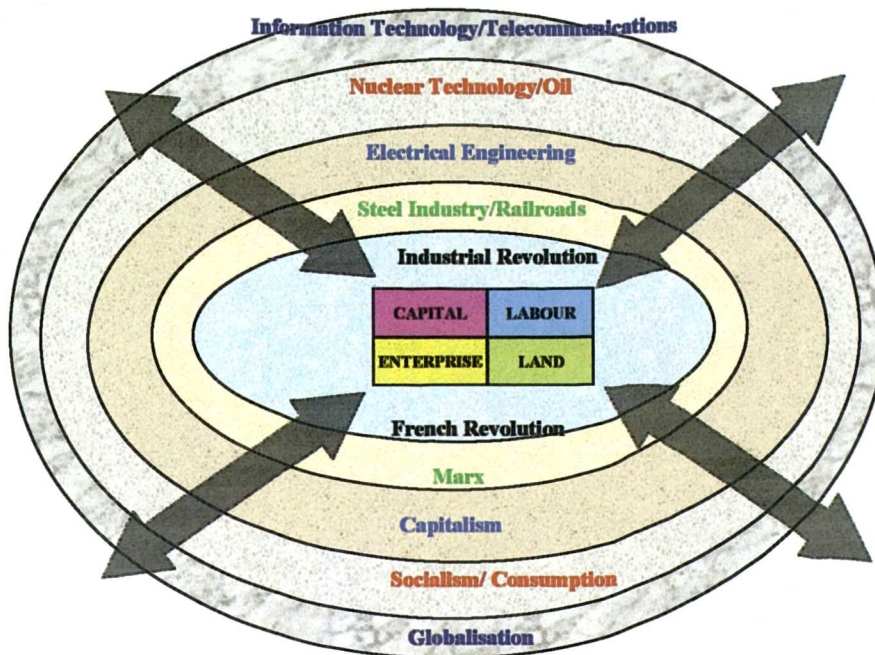 Information Technology/Telecommunications
Nuclear Technology/Oil
Electrical Engineering
Steel Industry/Railroads
Industrial Revolution
CAPITAL LABOUR
ENTERPRISE LAND
French Revolution
Marx
Capitalism
Socialism/ Consumption
Globalisation